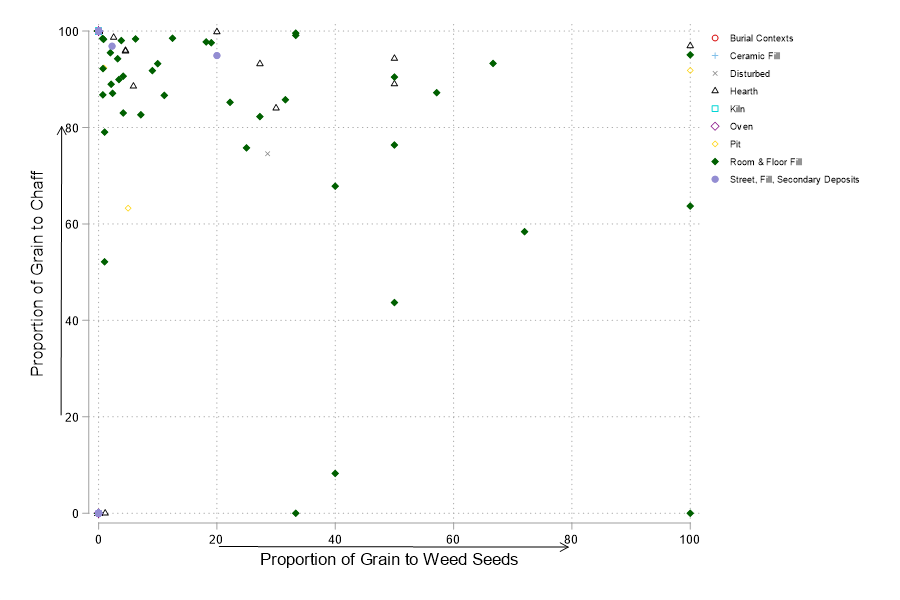 100
80
60
40
20
0
Proportion of Grain to Chaff
0 20 40 60 80 100
Proportion of Grain to Weed Seeds
Burial Contexts
Ceramic Fill
Disturbed
Hearth
Kiln
Oven
Pit
Room & Floor Fill
Street, Fill, Secondary Deposits